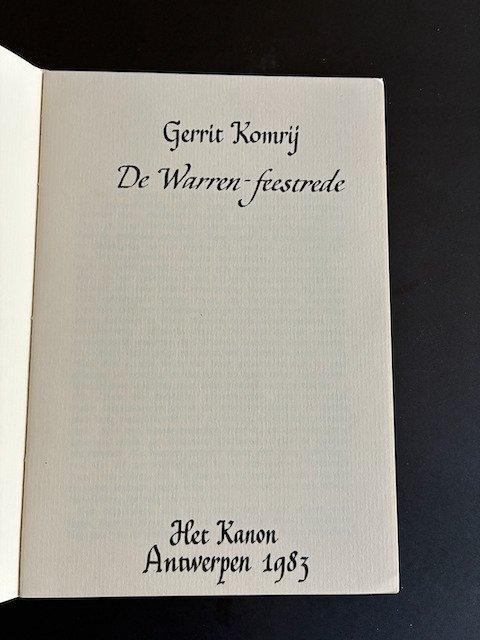 Gerrit Komrij
De Warren-feestrede
Het Kanon
Antwerpen 1983